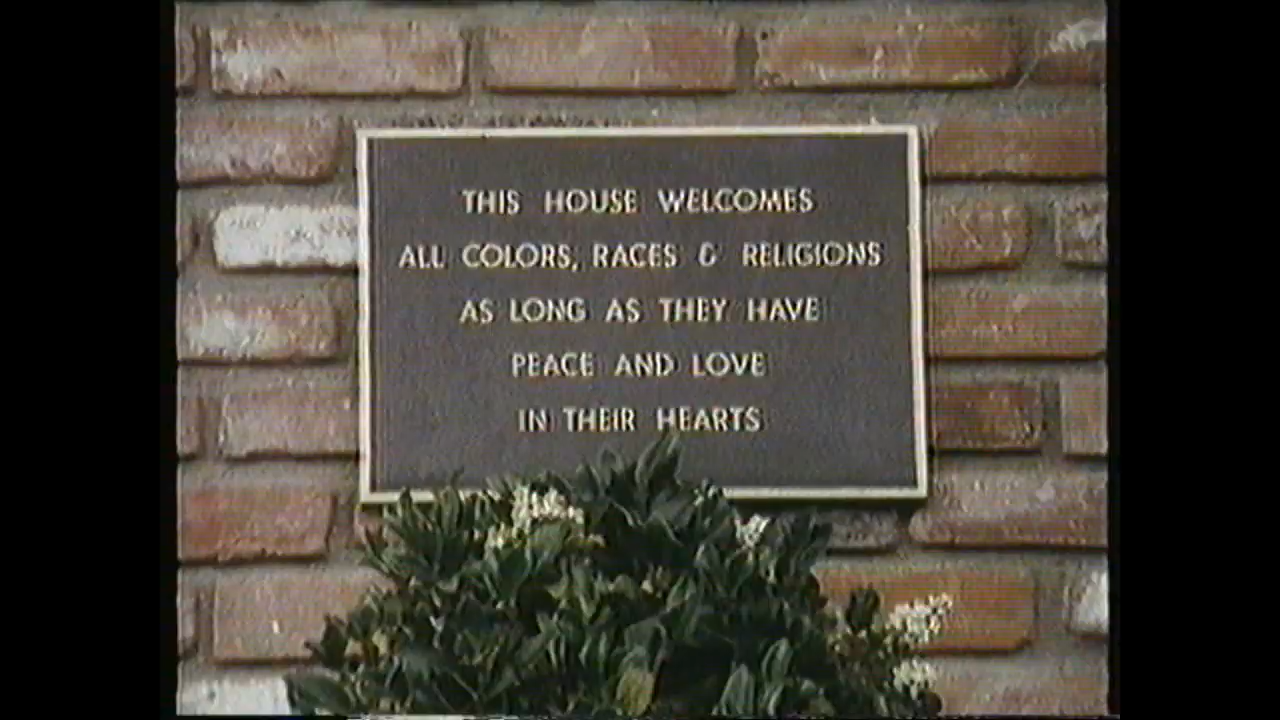 THIS HOUSE WELCOMES
ALL COLORS, RACES & RELIGIONS
AS LONG AS THEY HAVE
PEACE AND LOVE
IN THEIR HEARTS